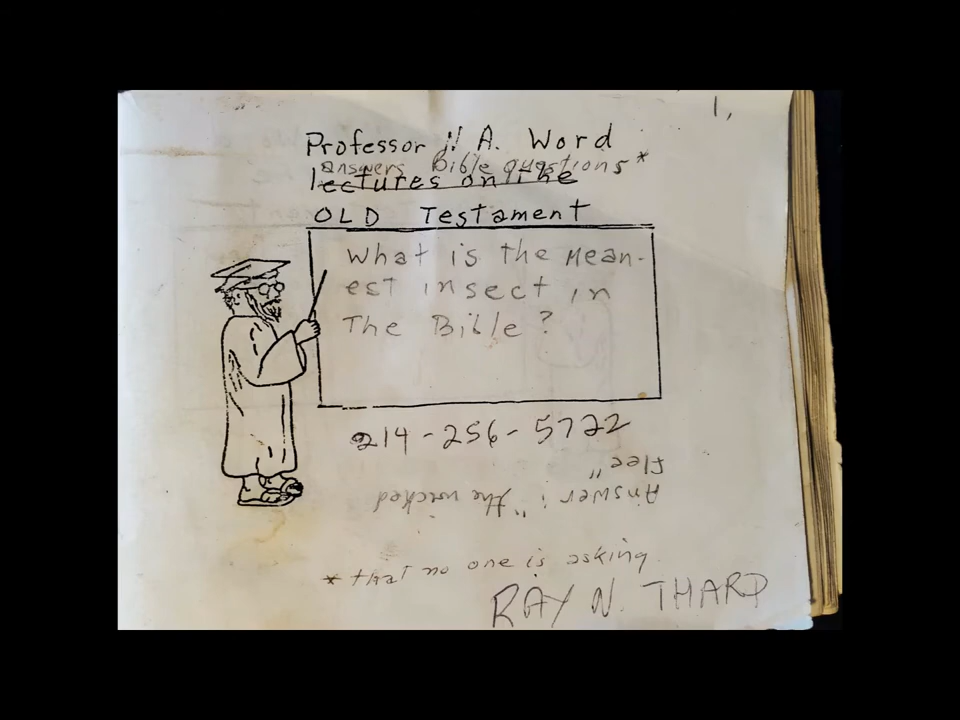 1,
Professor N. A. Word
answers Bible questions*
lectures on the
OLD Testament
What is the Mean-
est insect in
The Bible?
214-256-5722
Answer: "The wicked
Flee"
* that no one is asking
RAY N. THARP